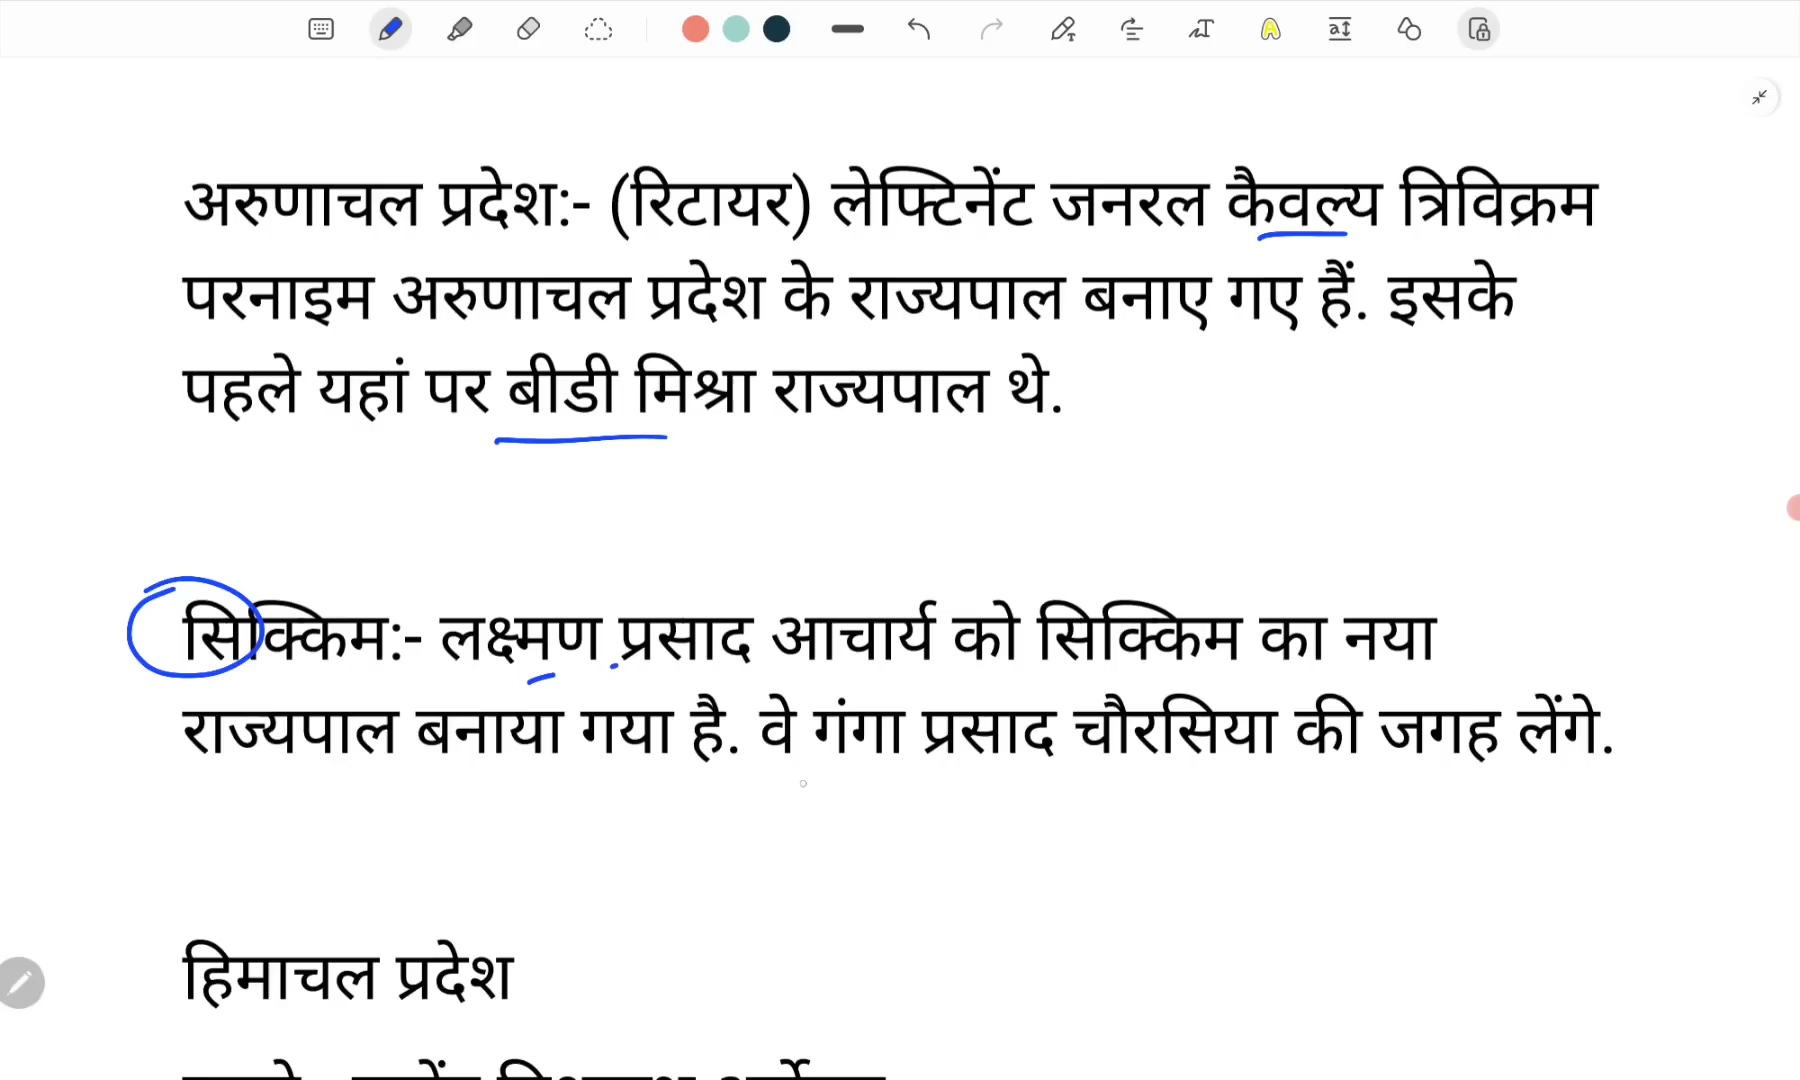 अरुणाचल प्रदेश:- (रिटायर) लेफ्टिनेंट जनरल कैवल्य त्रिविक्रम
परनाइम अरुणाचल प्रदेश के राज्यपाल बनाए गए हैं. इसके
पहले यहां पर बीडी मिश्रा राज्यपाल थे.
सिक्किम:- लक्ष्मण प्रसाद आचार्य को सिक्किम का नया
राज्यपाल बनाया गया है. वे गंगा प्रसाद चौरसिया की जगह लेंगे.
हिमाचल प्रदेश